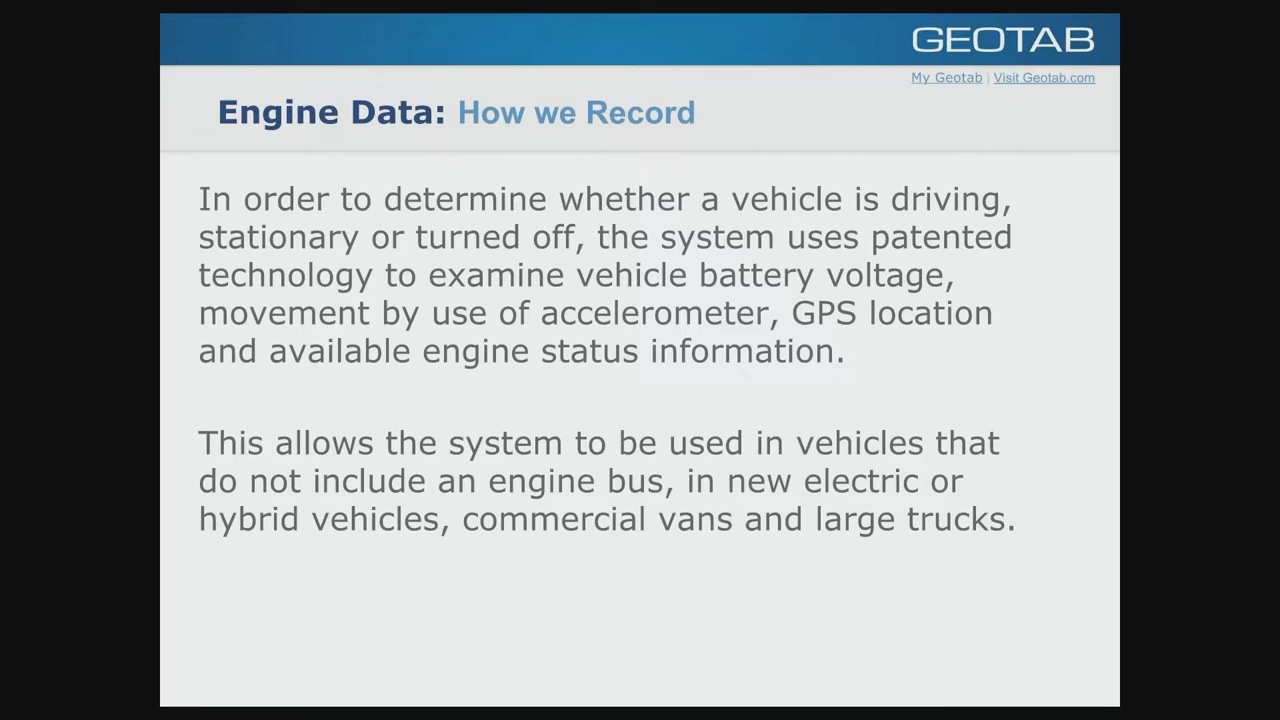 GEOTAB
My Geotab | Visit Geotab.com
Engine Data: How we Record
In order to determine whether a vehicle is driving,
stationary or turned off, the system uses patented
technology to examine vehicle battery voltage,
movement by use of accelerometer, GPS location
and available engine status information.
This allows the system to be used in vehicles that
do not include an engine bus, in new electric or
hybrid vehicles, commercial vans and large trucks.